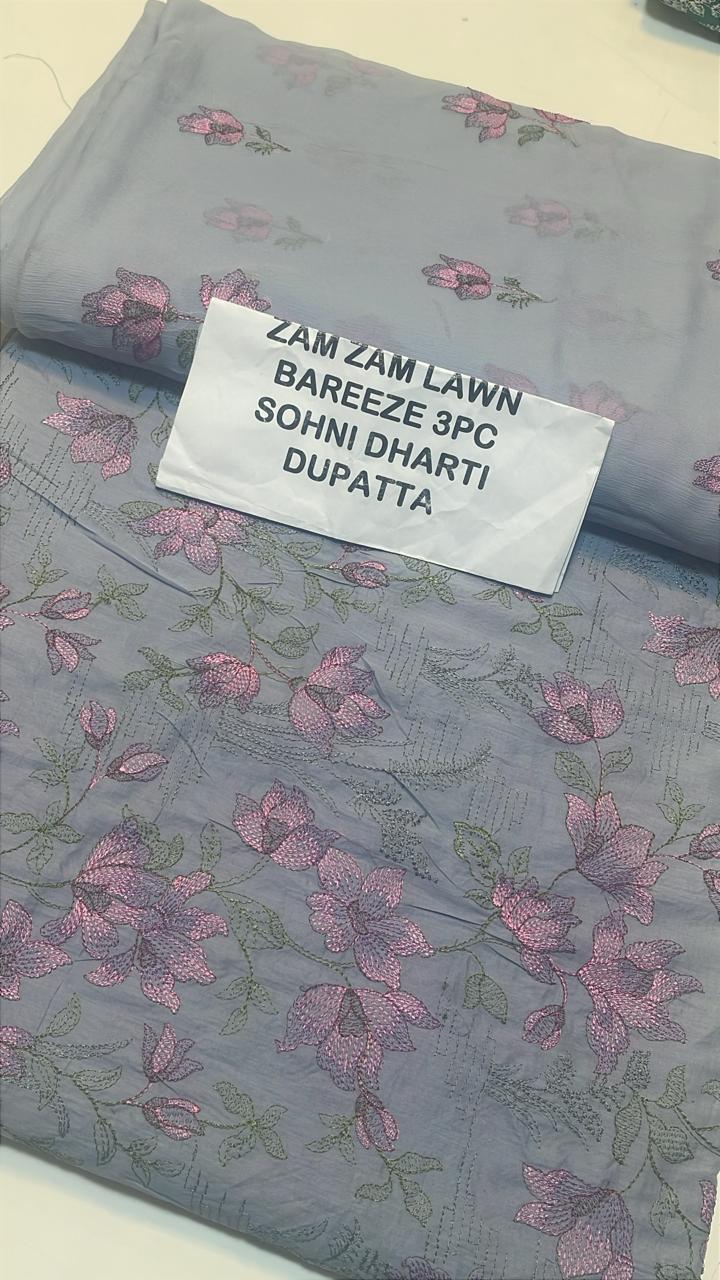 ZAM ZAM LAWN
BAREEZE 3PC
SOHNI DHARTI
DUPATTA